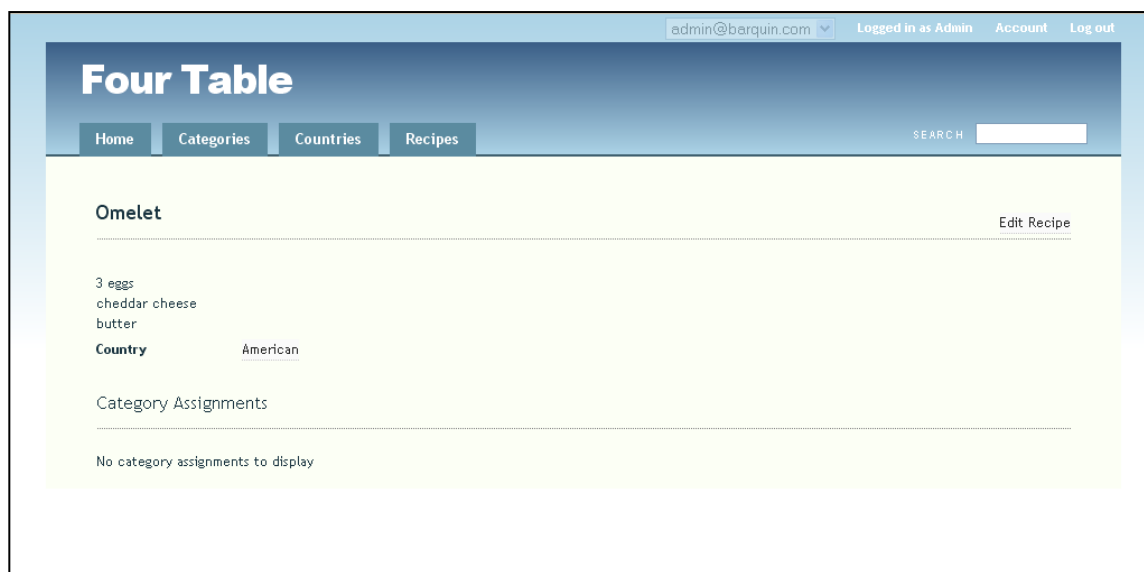 admin@barquin.com Logged in as Admin Account Log out
Four Table
Home Categories Countries Recipes SEARCH
Omelet
Edit Recipe
3 eggs
cheddar cheese
butter
Country American
Category Assignments
No category assignments to display